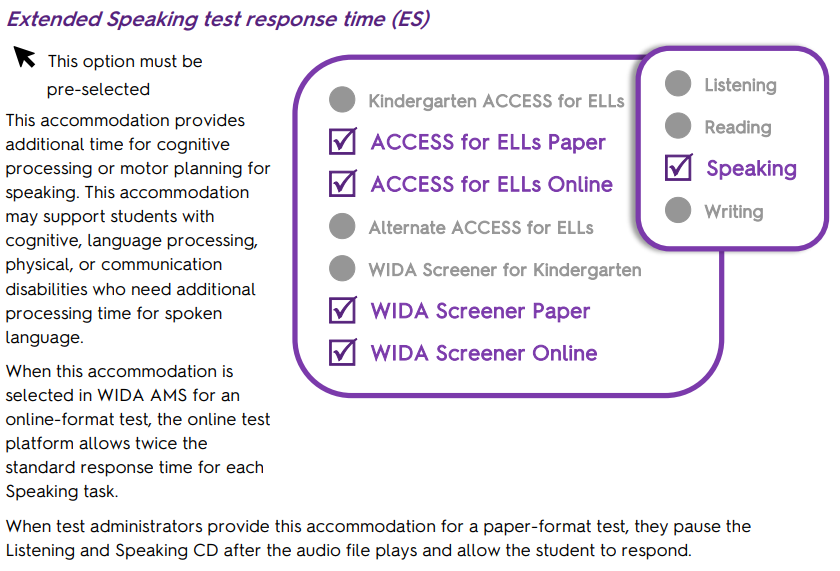 Extended Speaking test response time (ES)
This option must be
pre-selected
This accommodation provides
additional time for cognitive
processing or motor planning for
speaking. This accommodation
may support students with
cognitive, language processing,
physical, or communication
disabilities who need additional
processing time for spoken
language.
When this accommodation is
selected in WIDA AMS for an
online-format test, the online test
platform allows twice the
standard response time for each
Speaking task.
Kindergarten ACCESS for ELLs
ACCESS for ELLs Paper
ACCESS for ELLs Online
Alternate ACCESS for ELLs
WIDA Screener for Kindergarten
WIDA Screener Paper
WIDA Screener Online
Listening
Reading
Speaking
Writing
When test administrators provide this accommodation for a paper-format test, they pause the
Listening and Speaking CD after the audio file plays and allow the student to respond.